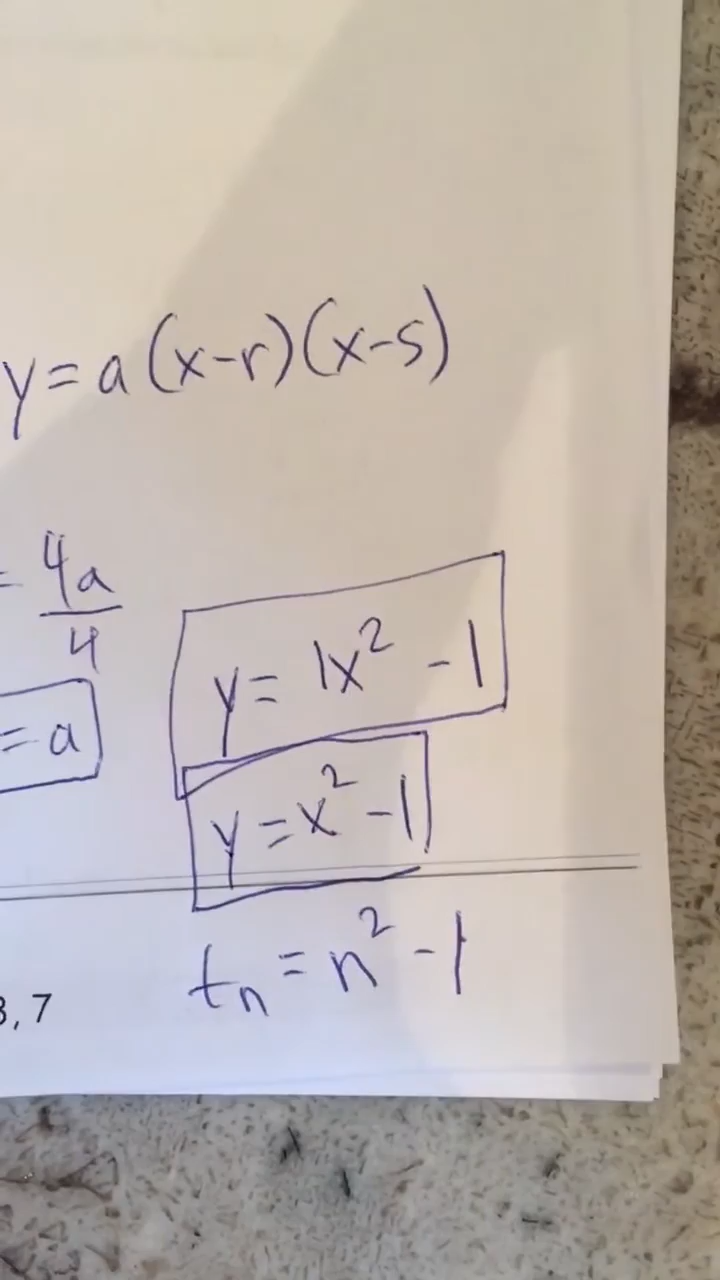 y = a (x-r)(x-s)
= 4a/4
= a
y = 1x² - 1
y = x² - 1
tₙ = n² - 1
3, 7